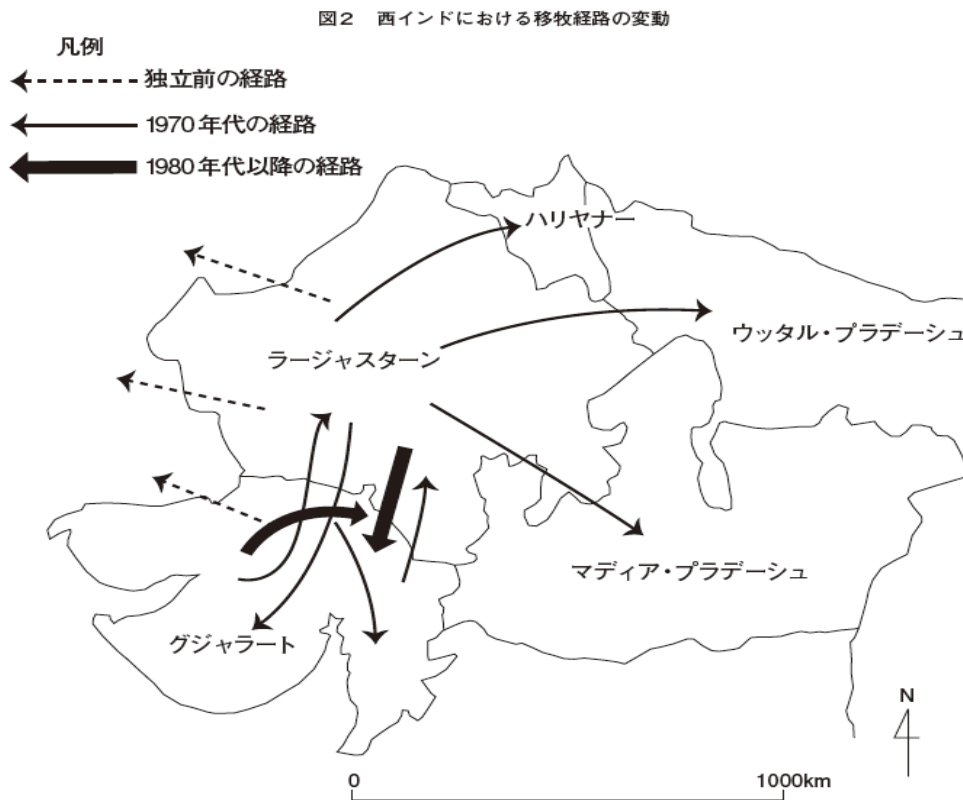 図2 西インドにおける移牧経路の変動
凡例
独立前の経路
1970年代の経路
1980年代以降の経路
ハリヤナー
ウッタル・プラデーシュ
ラージャスターン
マディア・プラデーシュ
グジャラート
N
0 1000km